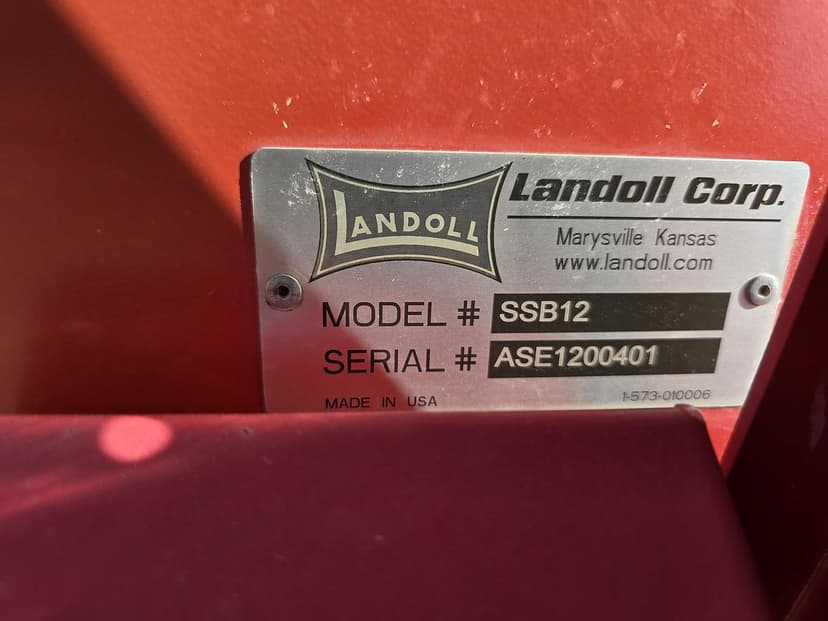 LANDOLL
Landoll Corp.
Marysville Kansas
www.landoll.com
MODEL # SSB12
SERIAL # ASE1200401
MADE IN USA 1-573-010006